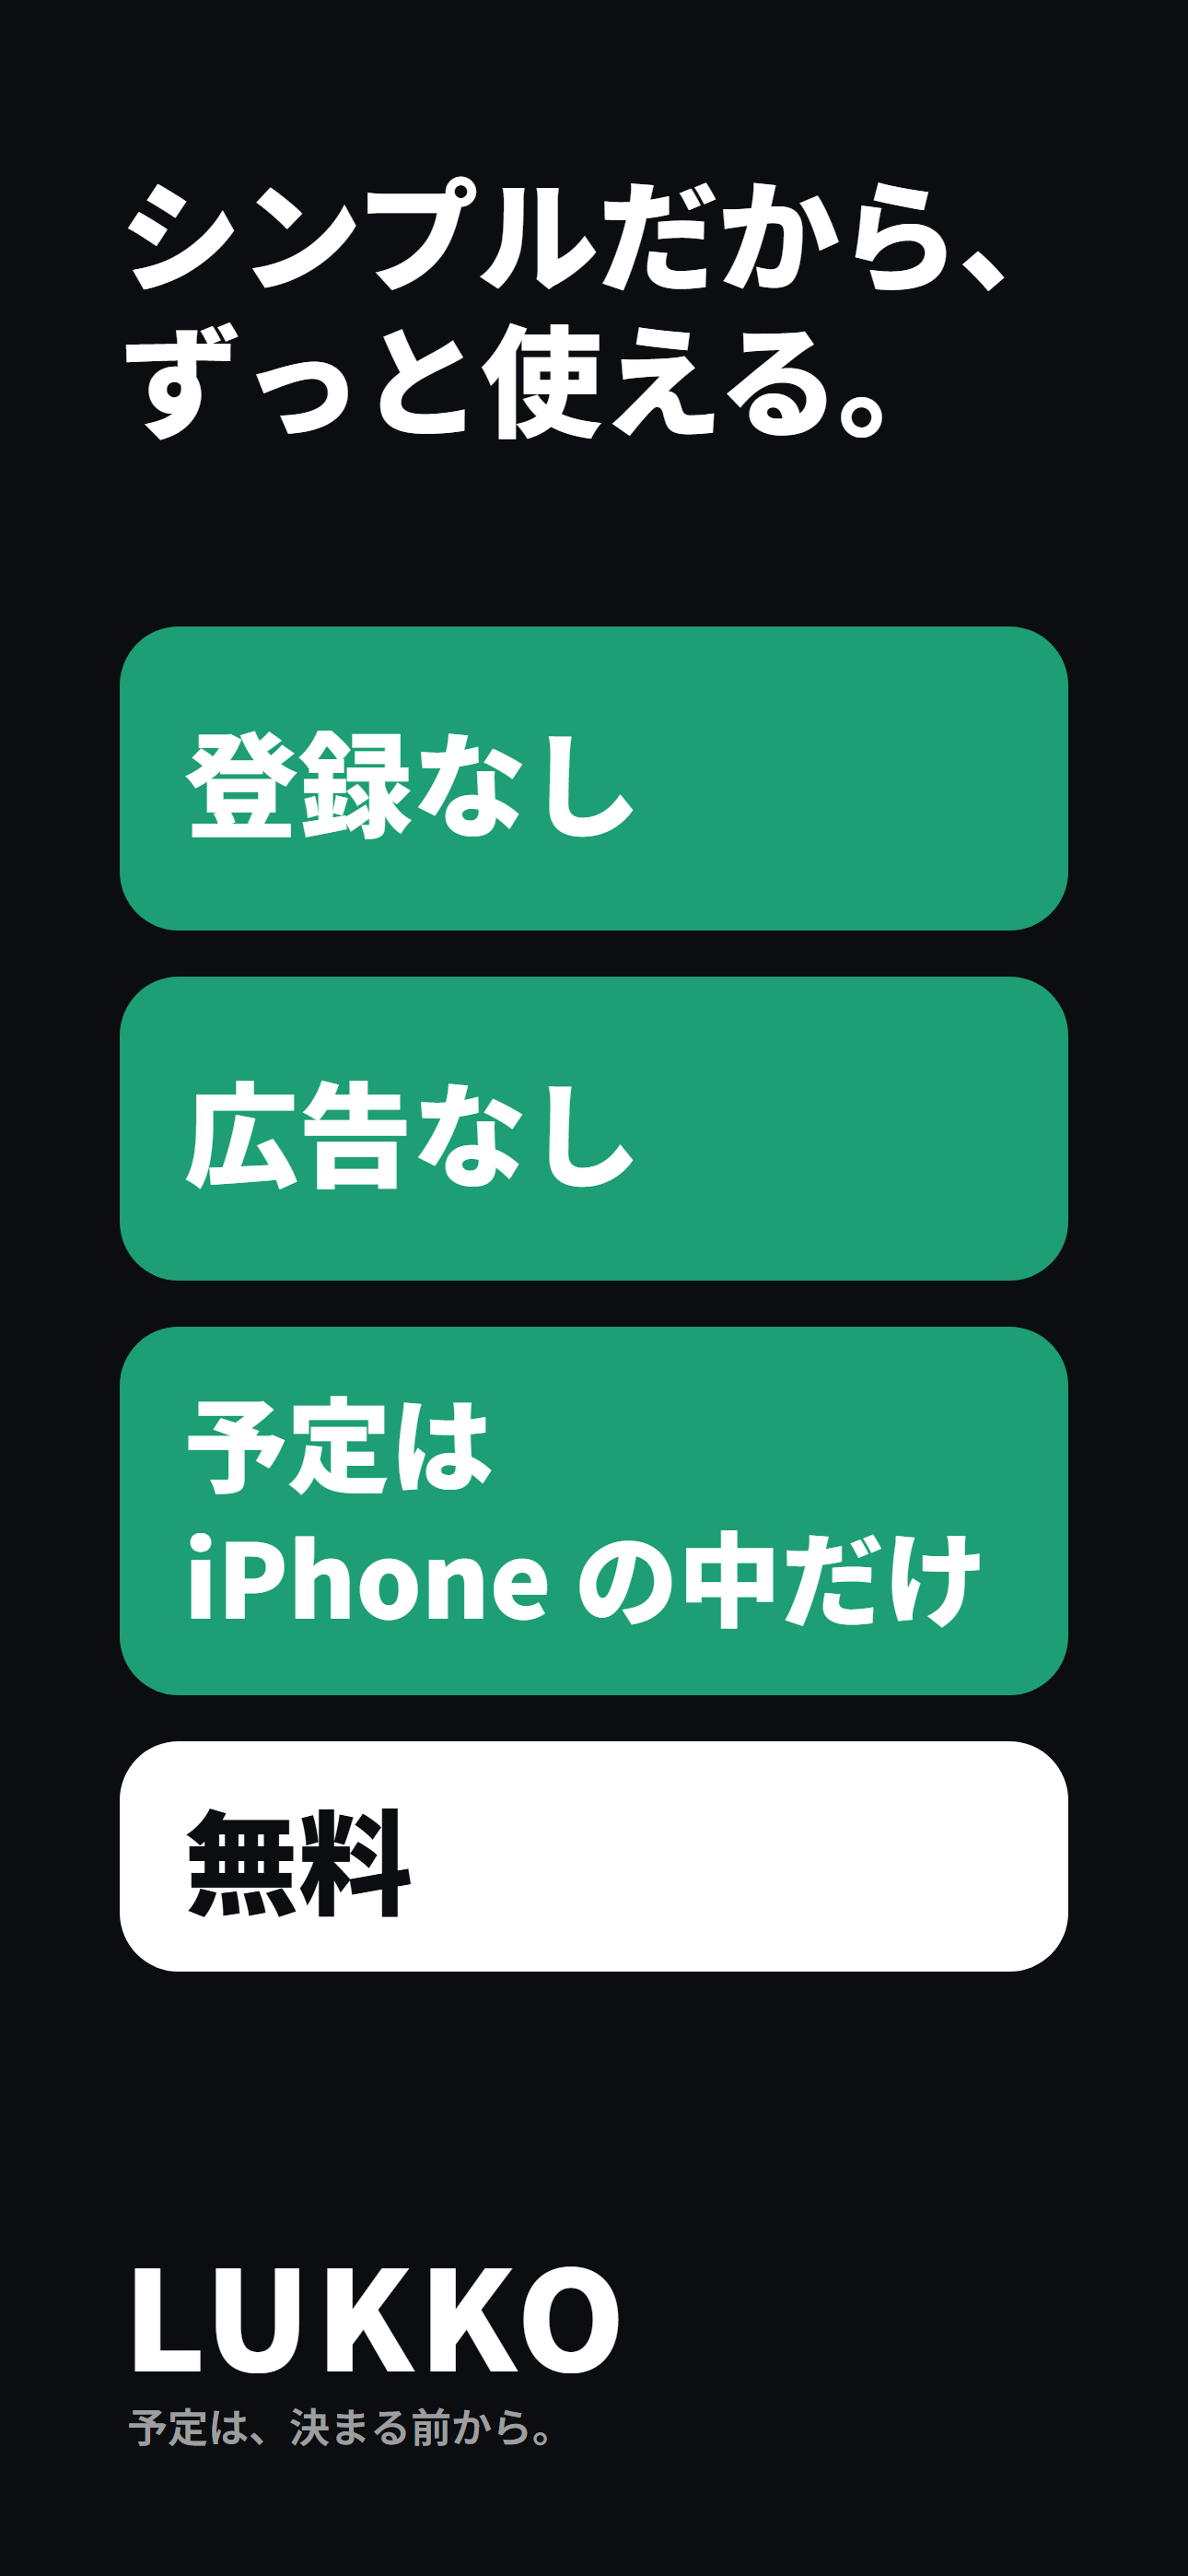 シンプルだから、
ずっと使える。
登録なし
広告なし
予定は
iPhone の中だけ
無料
LUKKO
予定は、決まる前から。